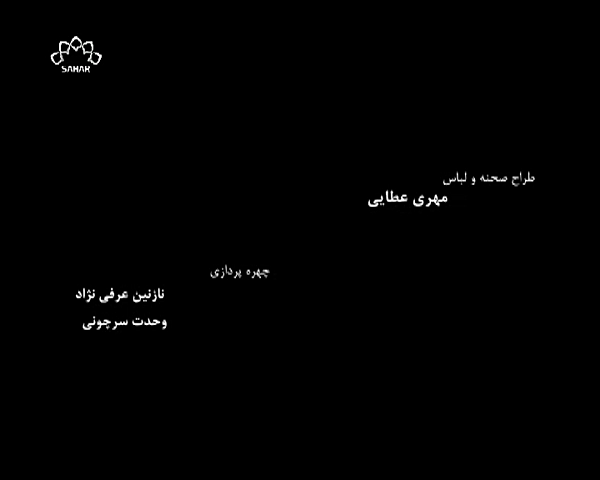 SAHAR
طراح صحنه و لباس
مهری عطایی
چهره پردازی
نازنین عرفی نژاد
وحدت سرچونی